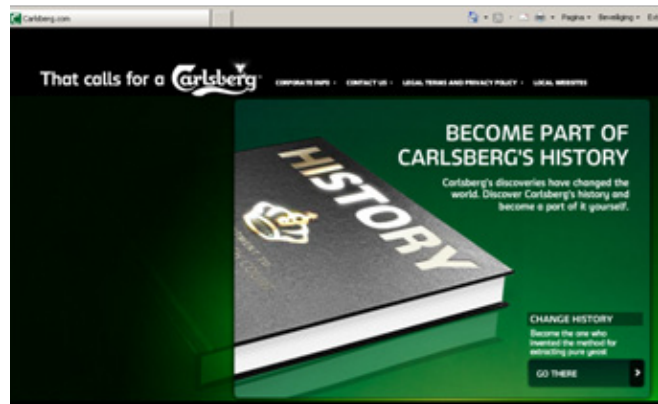 Carlsberg.com
Pagina Beveiliging
That calls for a Carlsberg
CORPORATE INFO CONTACT US LEGAL TERMS AND PRIVACY POLICY LOCAL WEBSITES
BECOME PART OF
CARLSBERG'S HISTORY
Carlsberg's discoveries have changed the
world. Discover Carlsberg's history and
become a part of it yourself.
HISTORY
CHANGE HISTORY
Become the one who
invented the method for
extracting pure yeast
GO THERE